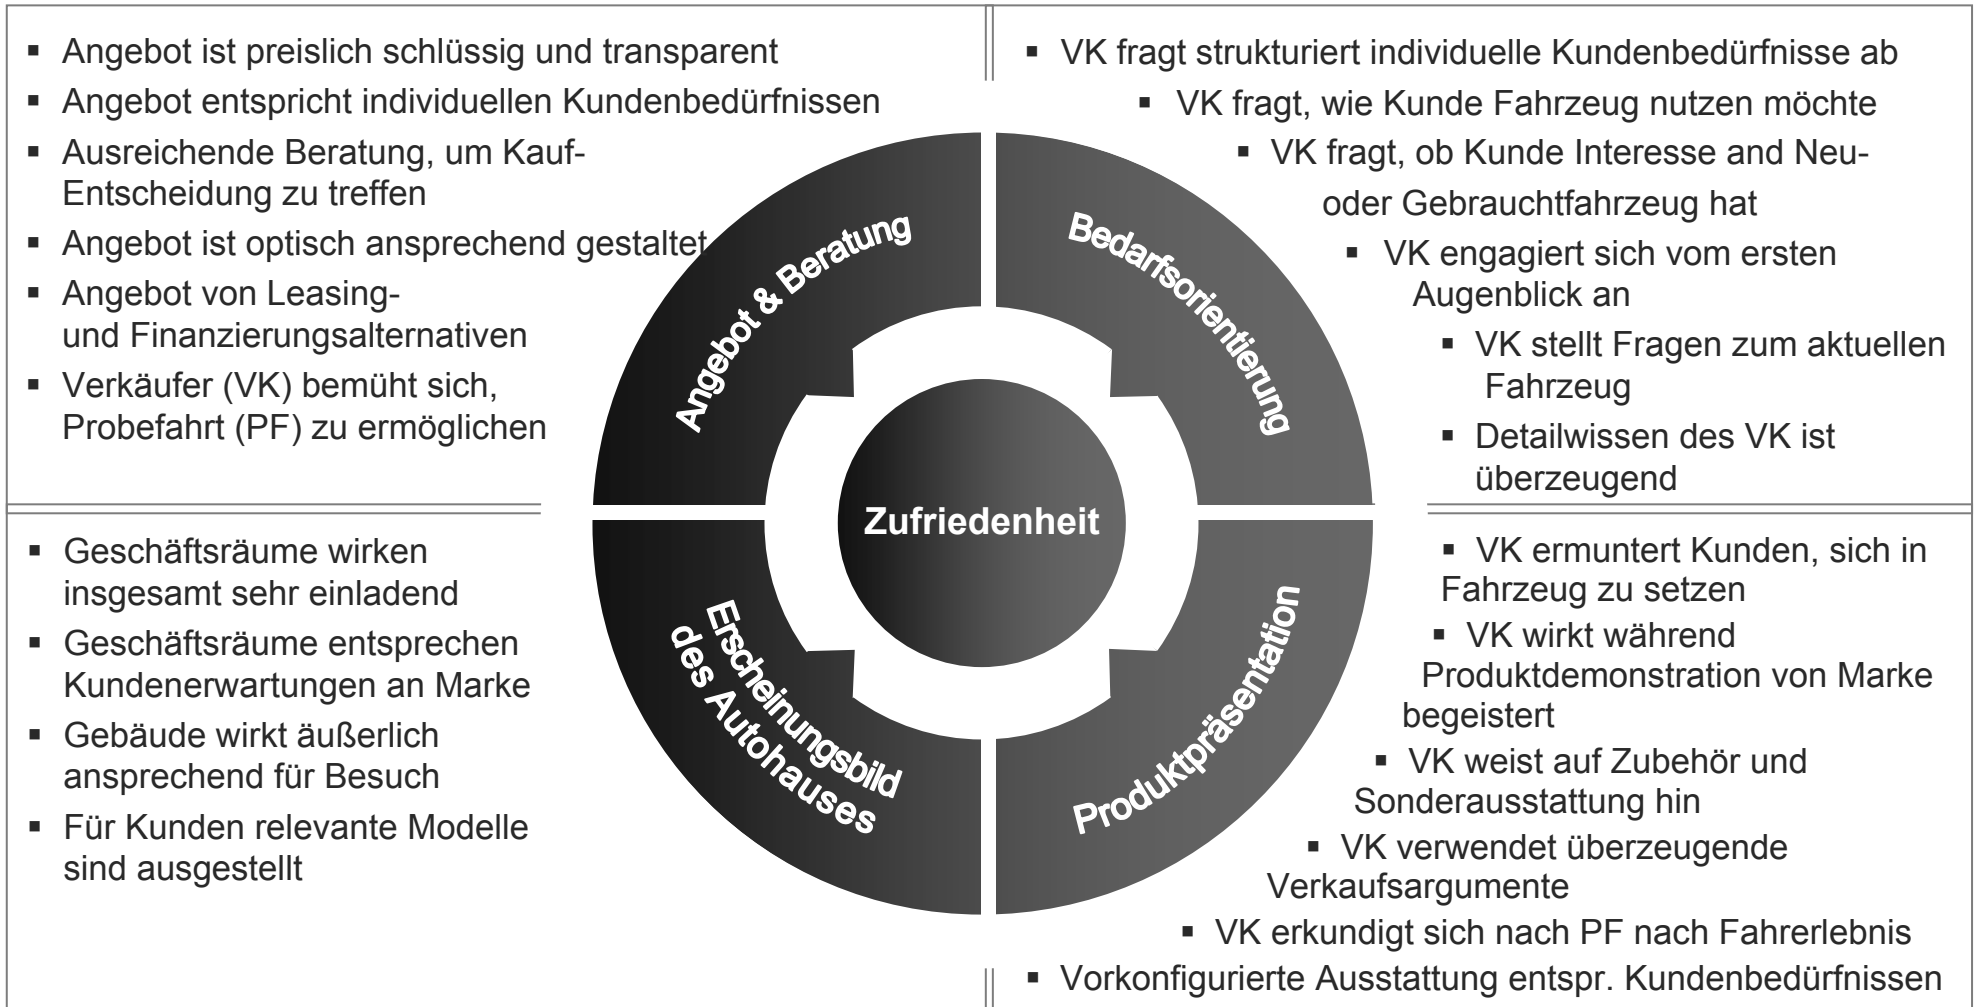 ▪ Angebot ist preislich schlüssig und transparent
▪ Angebot entspricht individuellen Kundenbedürfnissen
▪ Ausreichende Beratung, um Kauf-
Entscheidung zu treffen
▪ Angebot ist optisch ansprechend gestaltet
▪ Angebot von Leasing-
und Finanzierungsalternativen
▪ Verkäufer (VK) bemüht sich,
Probefahrt (PF) zu ermöglichen
▪ VK fragt strukturiert individuelle Kundenbedürfnisse ab
▪ VK fragt, wie Kunde Fahrzeug nutzen möchte
▪ VK fragt, ob Kunde Interesse and Neu-
oder Gebrauchtfahrzeug hat
▪ VK engagiert sich vom ersten
Augenblick an
▪ VK stellt Fragen zum aktuellen
Fahrzeug
▪ Detailwissen des VK ist
überzeugend
Angebot & Beratung
Bedarfsorientierung
Zufriedenheit
Erscheinungsbild
des Autohauses
Produktpräsentation
▪ Geschäftsräume wirken
insgesamt sehr einladend
▪ Geschäftsräume entsprechen
Kundenerwartungen an Marke
▪ Gebäude wirkt äußerlich
ansprechend für Besuch
▪ Für Kunden relevante Modelle
sind ausgestellt
▪ VK ermuntert Kunden, sich in
Fahrzeug zu setzen
▪ VK wirkt während
Produktdemonstration von Marke
begeistert
▪ VK weist auf Zubehör und
Sonderausstattung hin
▪ VK verwendet überzeugende
Verkaufsargumente
▪ VK erkundigt sich nach PF nach Fahrerlebnis
▪ Vorkonfigurierte Ausstattung entspr. Kundenbedürfnissen